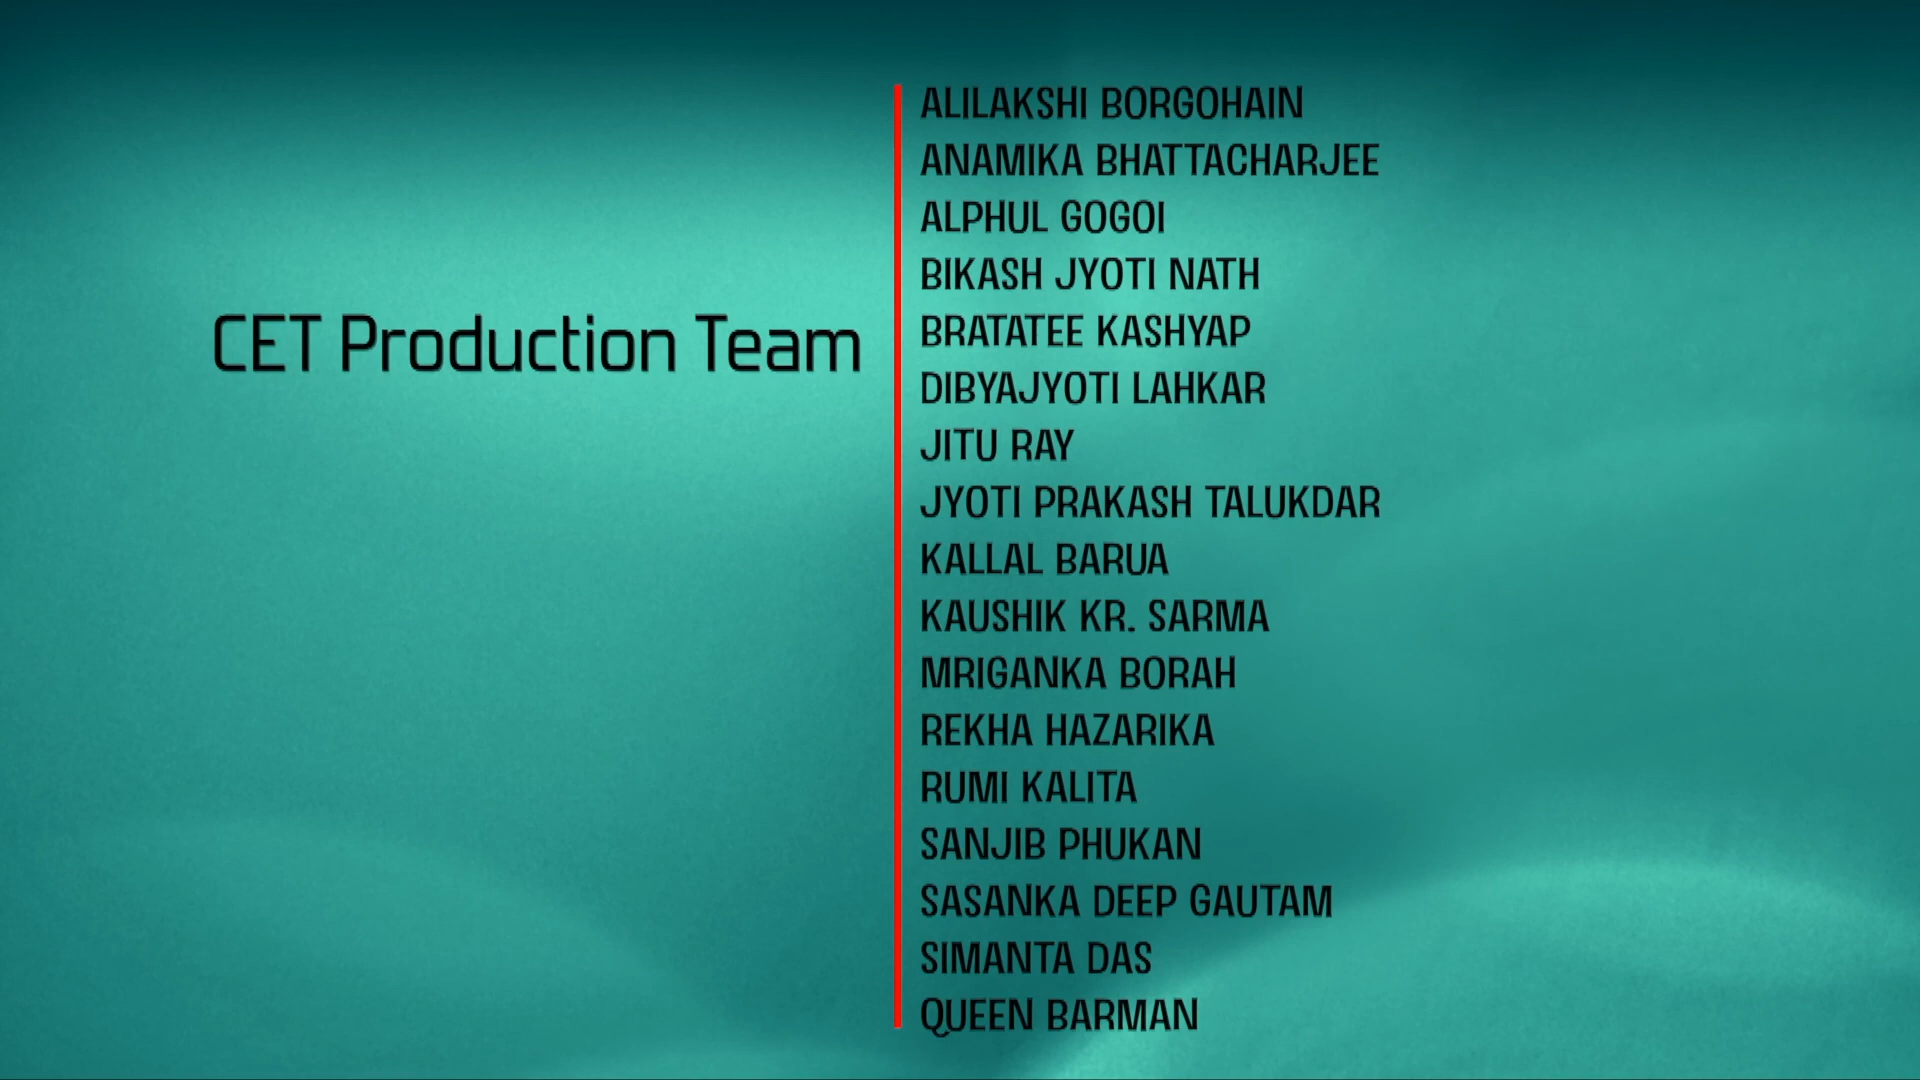 CET Production Team
ALILAKSHI BORGOHAIN
ANAMIKA BHATTACHARJEE
ALPHUL GOGOI
BIKASH JYOTI NATH
BRATATEE KASHYAP
DIBYAJYOTI LAHKAR
JITU RAY
JYOTI PRAKASH TALUKDAR
KALLAL BARUA
KAUSHIK KR. SARMA
MRIGANKA BORAH
REKHA HAZARIKA
RUMI KALITA
SANJIB PHUKAN
SASANKA DEEP GAUTAM
SIMANTA DAS
QUEEN BARMAN